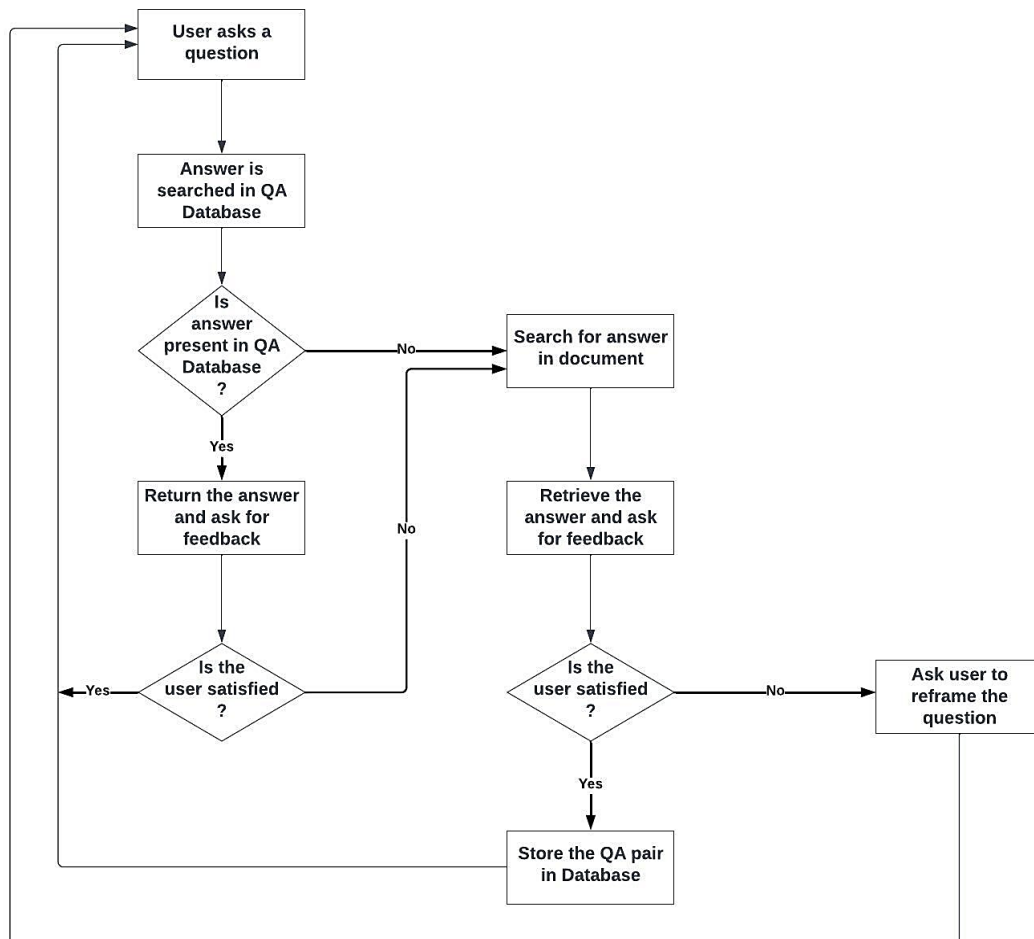 User asks a
question
Answer is
searched in QA
Database
Is
answer
present in QA
Database
?
No
Search for answer
in document
Yes
Return the answer
and ask for
feedback
No
Retrieve the
answer and ask
for feedback
Is the
user satisfied
?
Yes
Is the
user satisfied
?
No
Ask user to
reframe the
question
Yes
Store the QA pair
in Database